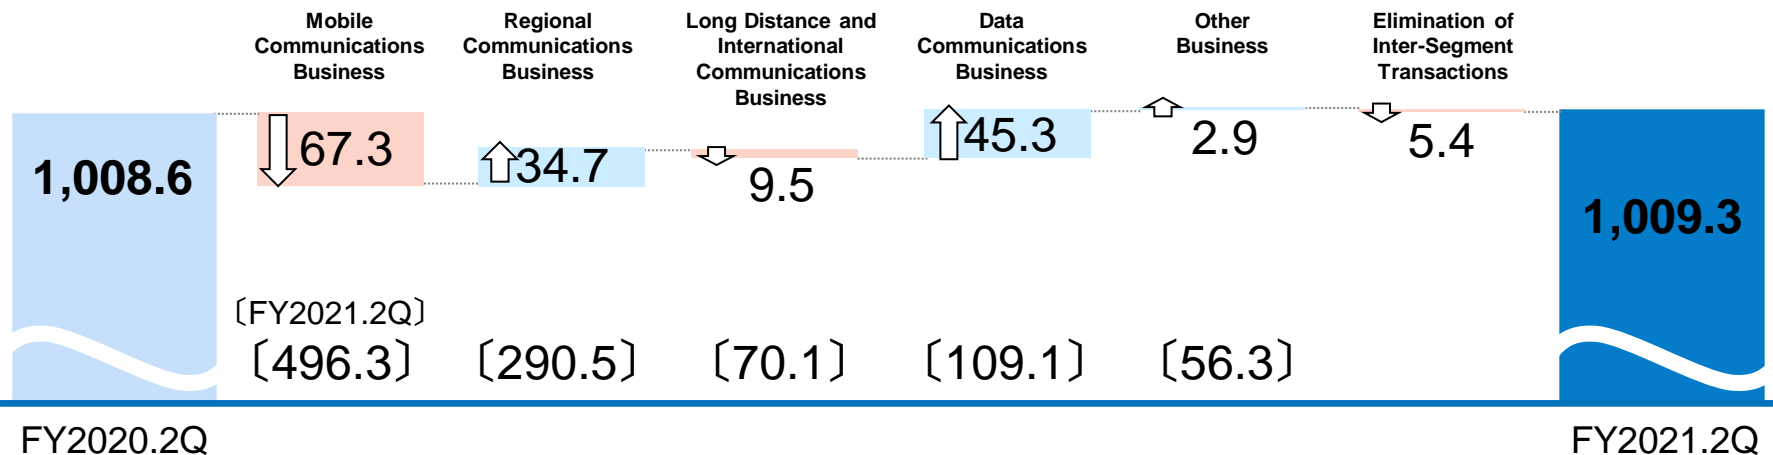 Mobile
Communications
Business
Regional
Communications
Business
Long Distance and
International
Communications
Business
Data
Communications
Business
Other
Business
Elimination of
Inter-Segment
Transactions
1,008.6
67.3
34.7
9.5
45.3
2.9
5.4
1,009.3
〔FY2021.2Q〕
〔496.3〕
〔290.5〕
〔70.1〕
〔109.1〕
〔56.3〕
FY2020.2Q
FY2021.2Q